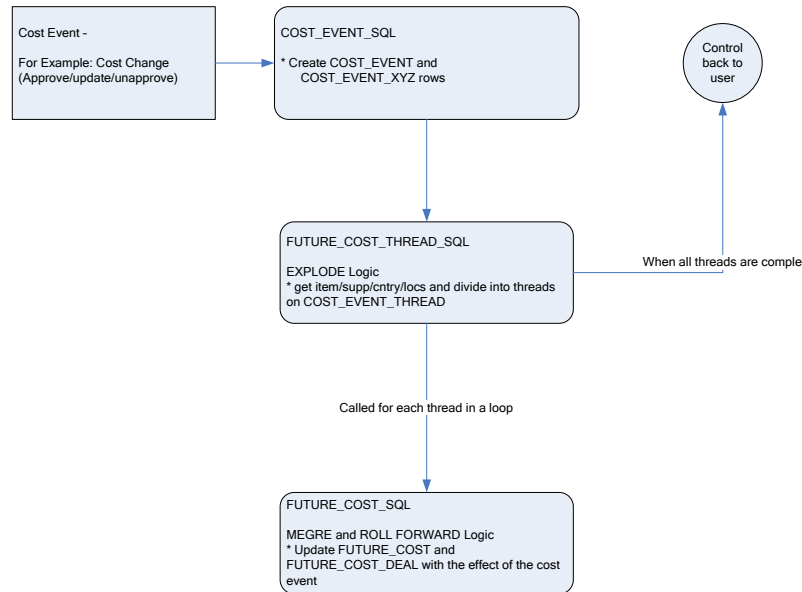 Cost Event -
For Example: Cost Change
(Approve/update/unapprove)
COST_EVENT_SQL
* Create COST_EVENT and
COST_EVENT_XYZ rows
Control
back to
user
FUTURE_COST_THREAD_SQL
EXPLODE Logic
* get item/supp/cntry/locs and divide into threads
on COST_EVENT_THREAD
When all threads are comple
Called for each thread in a loop
FUTURE_COST_SQL
MEGRE and ROLL FORWARD Logic
* Update FUTURE_COST and
FUTURE_COST_DEAL with the effect of the cost
event